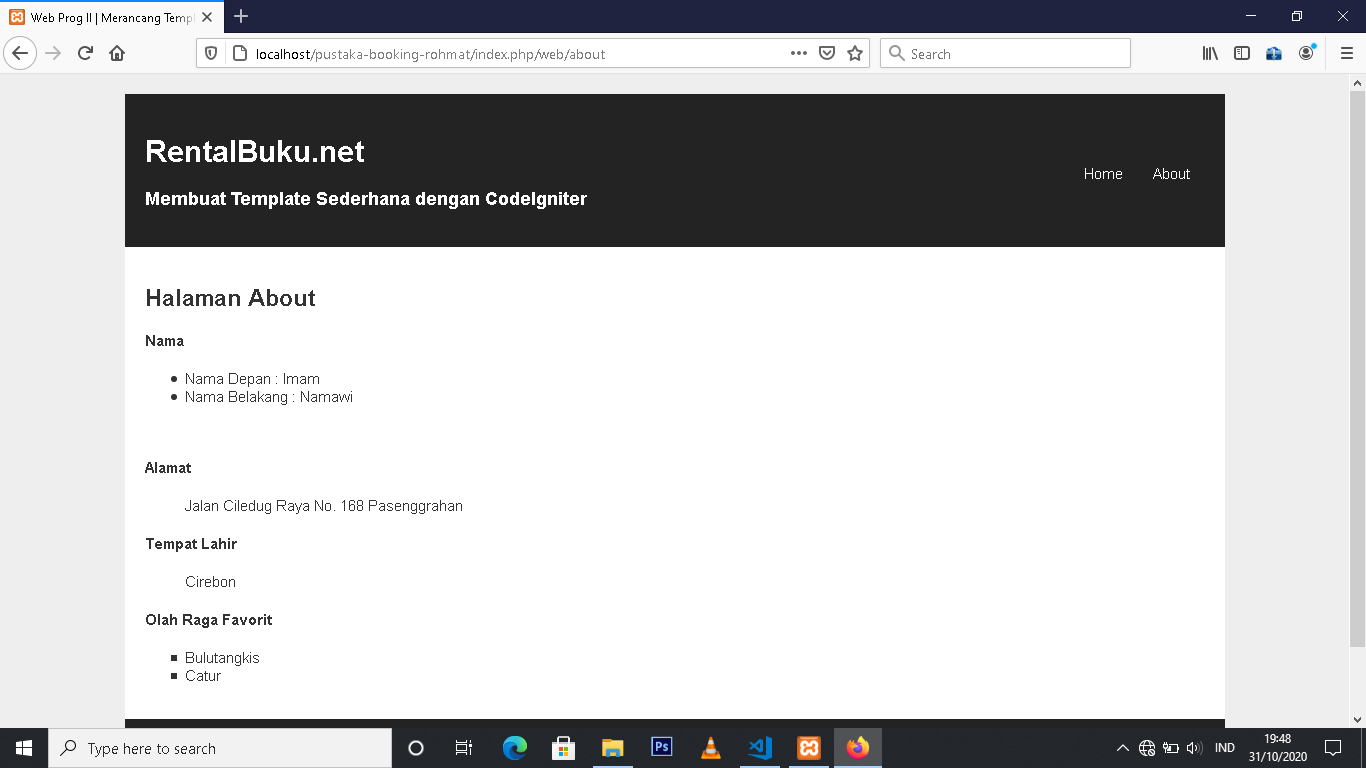 Web Prog II | Merancang Templ
localhost/pustaka-booking-rohmat/index.php/web/about
Search
RentalBuku.net
Membuat Template Sederhana dengan CodeIgniter
Home About
Halaman About
Nama
Nama Depan : Imam
Nama Belakang : Namawi
Alamat
Jalan Ciledug Raya No. 168 Pasenggrahan
Tempat Lahir
Cirebon
Olah Raga Favorit
Bulutangkis
Catur
Type here to search
Ps
IND
19:48
31/10/2020